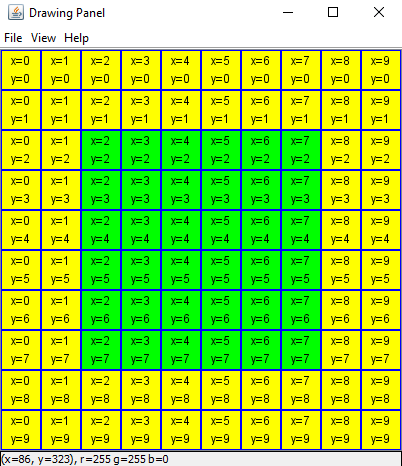 Drawing Panel
File View Help
x=0 x=1 x=2 x=3 x=4 x=5 x=6 x=7 x=8 x=9
y=0 y=0 y=0 y=0 y=0 y=0 y=0 y=0 y=0 y=0
x=0 x=1 x=2 x=3 x=4 x=5 x=6 x=7 x=8 x=9
y=1 y=1 y=1 y=1 y=1 y=1 y=1 y=1 y=1 y=1
x=0 x=1 x=2 x=3 x=4 x=5 x=6 x=7 x=8 x=9
y=2 y=2 y=2 y=2 y=2 y=2 y=2 y=2 y=2 y=2
x=0 x=1 x=2 x=3 x=4 x=5 x=6 x=7 x=8 x=9
y=3 y=3 y=3 y=3 y=3 y=3 y=3 y=3 y=3 y=3
x=0 x=1 x=2 x=3 x=4 x=5 x=6 x=7 x=8 x=9
y=4 y=4 y=4 y=4 y=4 y=4 y=4 y=4 y=4 y=4
x=0 x=1 x=2 x=3 x=4 x=5 x=6 x=7 x=8 x=9
y=5 y=5 y=5 y=5 y=5 y=5 y=5 y=5 y=5 y=5
x=0 x=1 x=2 x=3 x=4 x=5 x=6 x=7 x=8 x=9
y=6 y=6 y=6 y=6 y=6 y=6 y=6 y=6 y=6 y=6
x=0 x=1 x=2 x=3 x=4 x=5 x=6 x=7 x=8 x=9
y=7 y=7 y=7 y=7 y=7 y=7 y=7 y=7 y=7 y=7
x=0 x=1 x=2 x=3 x=4 x=5 x=6 x=7 x=8 x=9
y=8 y=8 y=8 y=8 y=8 y=8 y=8 y=8 y=8 y=8
x=0 x=1 x=2 x=3 x=4 x=5 x=6 x=7 x=8 x=9
y=9 y=9 y=9 y=9 y=9 y=9 y=9 y=9 y=9 y=9
(x=86, y=323), r=255 g=255 b=0